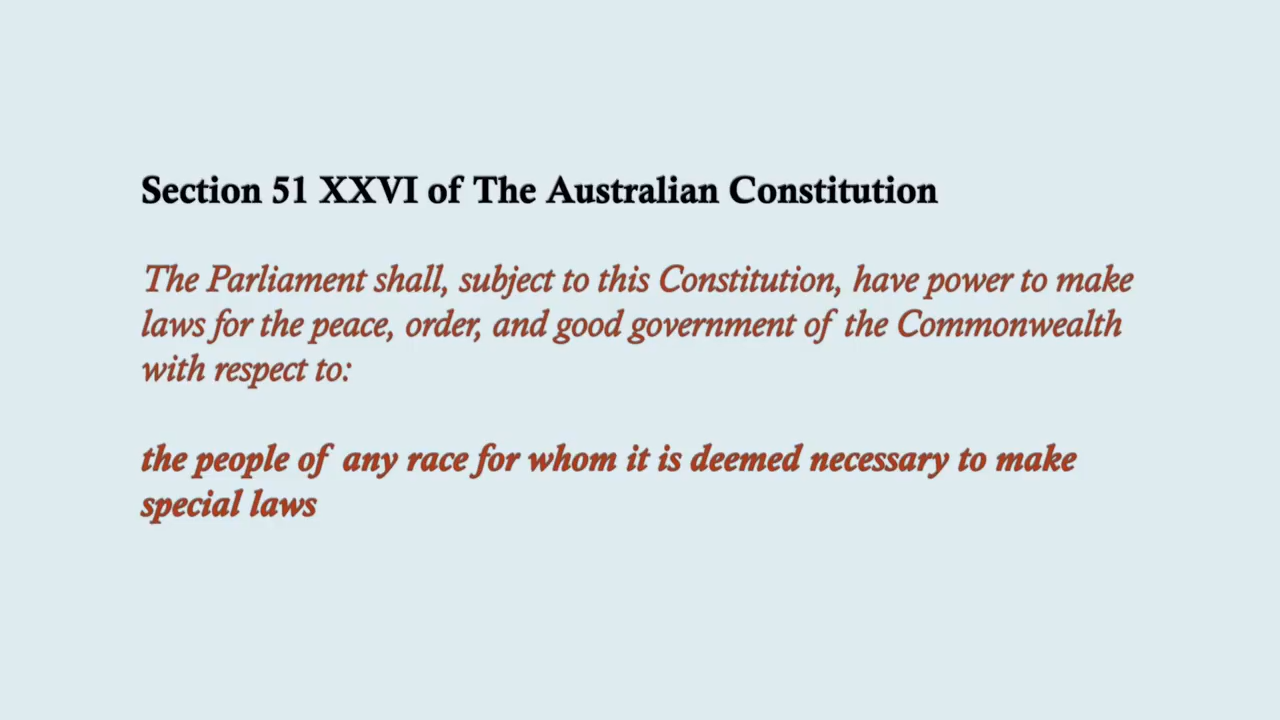 Section 51 XXVI of The Australian Constitution
The Parliament shall, subject to this Constitution, have power to make
laws for the peace, order, and good government of the Commonwealth
with respect to:
the people of any race for whom it is deemed necessary to make
special laws